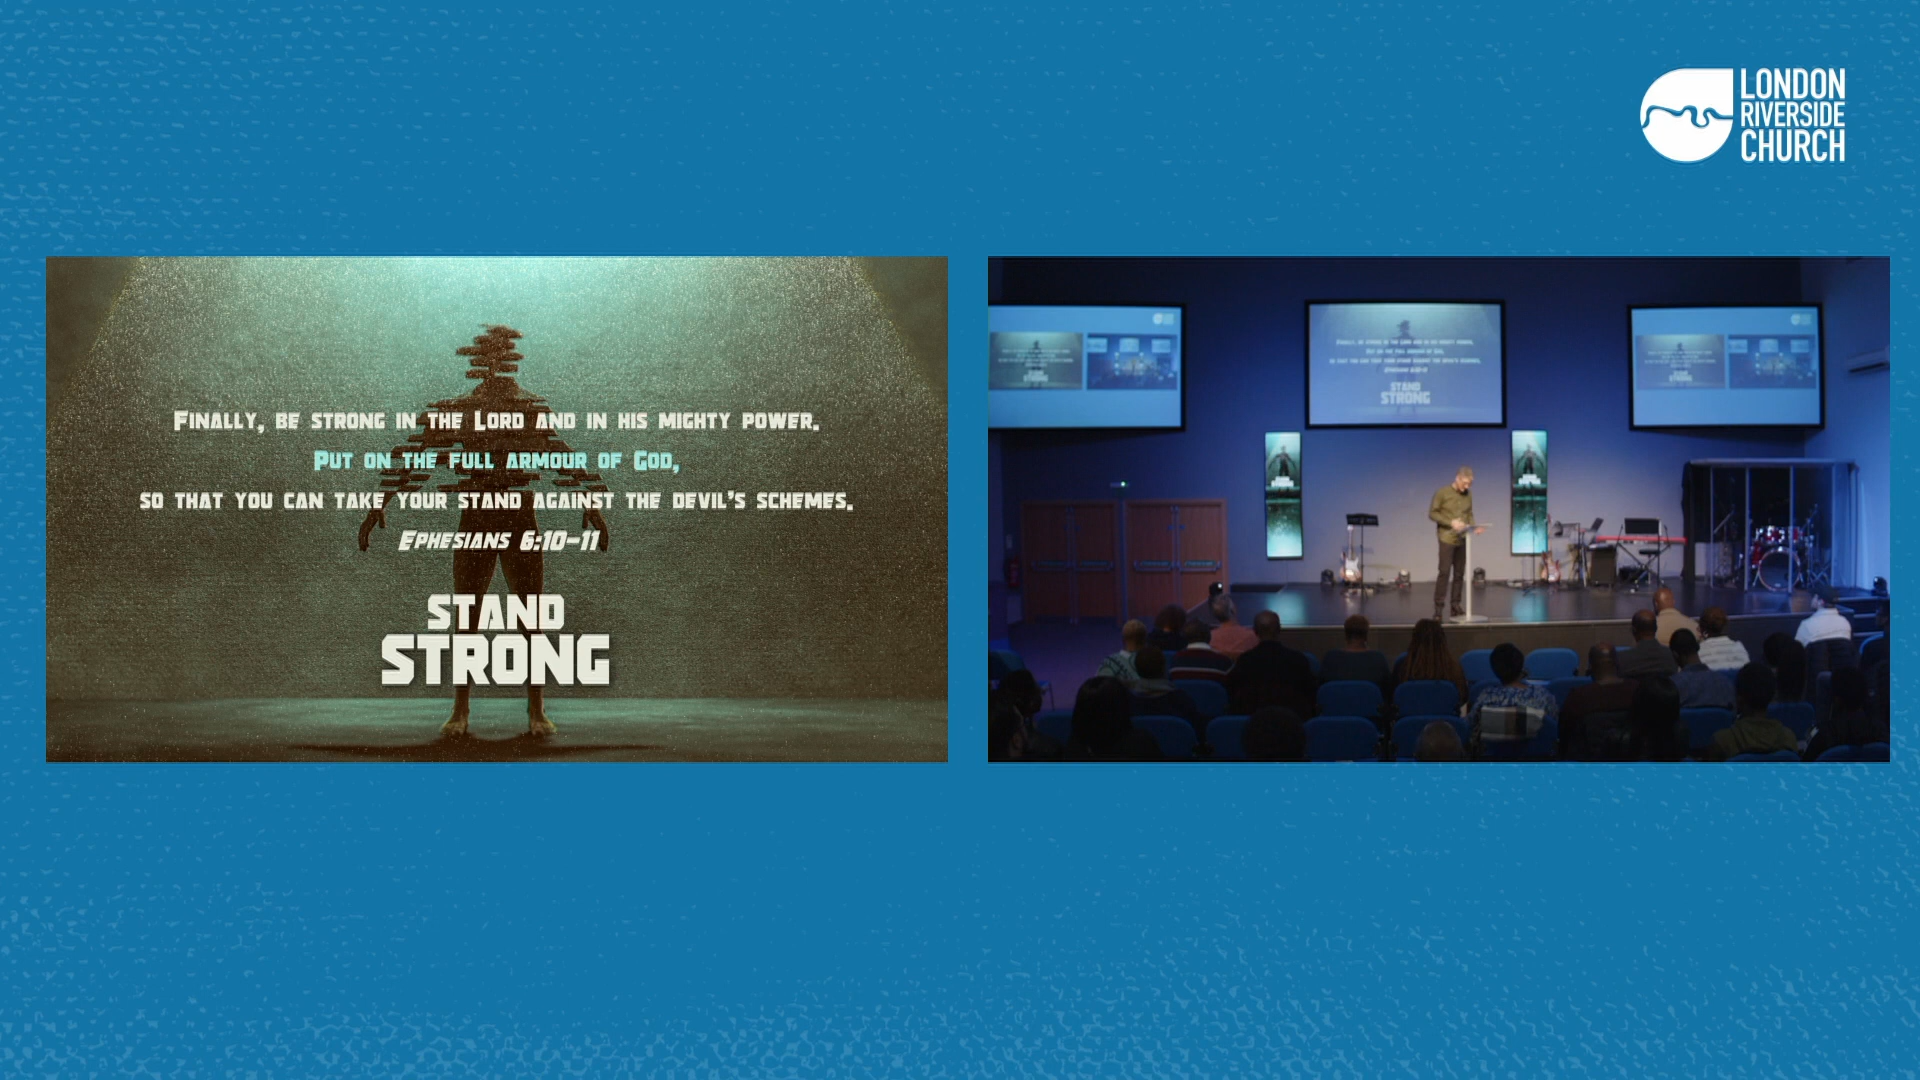 LONDON
RIVERSIDE
CHURCH
Finally, be strong in the Lord and in his mighty power.
Put on the full armour of God,
so that you can take your stand against the devil's schemes.
Ephesians 6:10-11
STAND
STRONG
STAND
STRONG